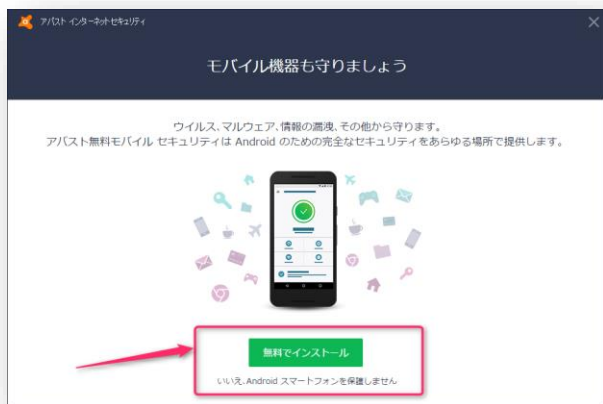 アバスト インターネットセキュリティ
モバイル機器も守りましょう
ウイルス、マルウェア、情報の漏洩、その他から守ります。
アバスト無料モバイル セキュリティは Android のための完全なセキュリティをあらゆる場所で提供します。
無料でインストール
いいえ、Android スマートフォンを保護しません